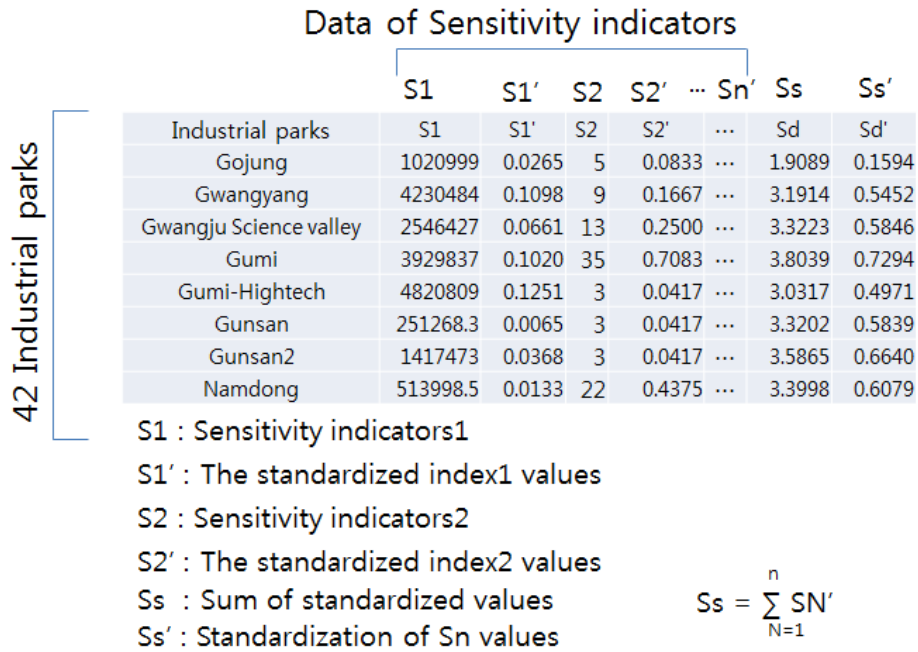 Data of Sensitivity indicators
S1 S1′ S2 S2′ ··· Sn′ Ss Ss′
42 Industrial parks
Industrial parks S1 S1' S2 S2' ··· Sd Sd'
Gojung 1020999 0.0265 5 0.0833 ··· 1.9089 0.1594
Gwangyang 4230484 0.1098 9 0.1667 ··· 3.1914 0.5452
Gwangju Science valley 2546427 0.0661 13 0.2500 ··· 3.3223 0.5846
Gumi 3929837 0.1020 35 0.7083 ··· 3.8039 0.7294
Gumi-Hightech 4820809 0.1251 3 0.0417 ··· 3.0317 0.4971
Gunsan 251268.3 0.0065 3 0.0417 ··· 3.3202 0.5839
Gunsan2 1417473 0.0368 3 0.0417 ··· 3.5865 0.6640
Namdong 513998.5 0.0133 22 0.4375 ··· 3.3998 0.6079
S1 : Sensitivity indicators1
S1′ : The standardized index1 values
S2 : Sensitivity indicators2
S2′ : The standardized index2 values
Ss : Sum of standardized values
Ss′ : Standardization of Sn values
n
Ss = ∑ SN′
N=1